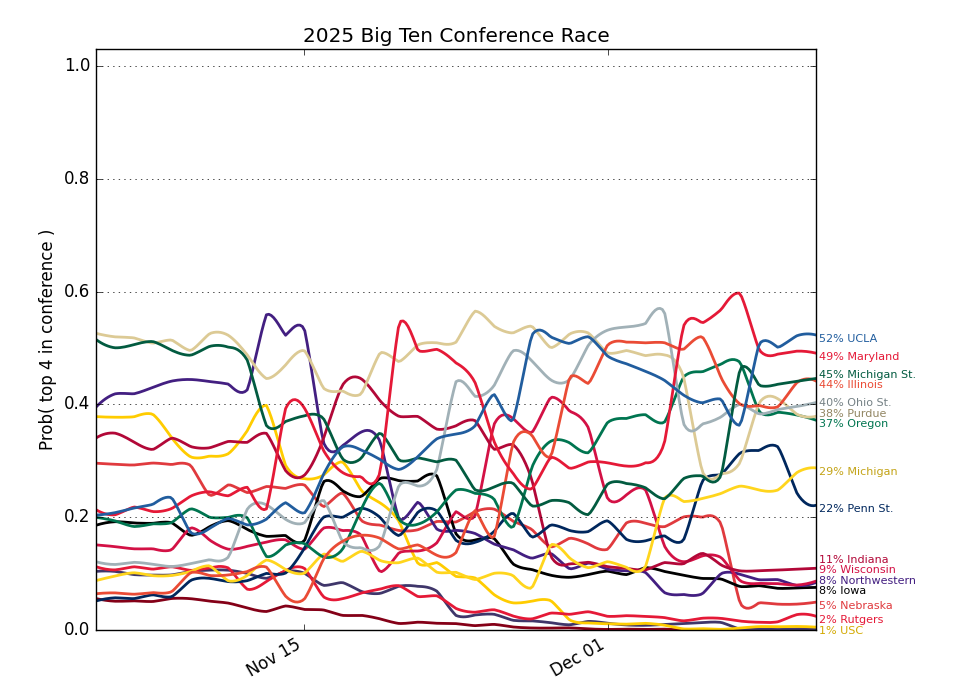 2025 Big Ten Conference Race
Prob( top 4 in conference )
1.0
0.8
0.6
0.4
0.2
0.0
Nov 15
Dec 01
52% UCLA
49% Maryland
45% Michigan St.
44% Illinois
40% Ohio St.
38% Purdue
37% Oregon
29% Michigan
22% Penn St.
11% Indiana
9% Wisconsin
8% Northwestern
8% Iowa
5% Nebraska
2% Rutgers
1% USC